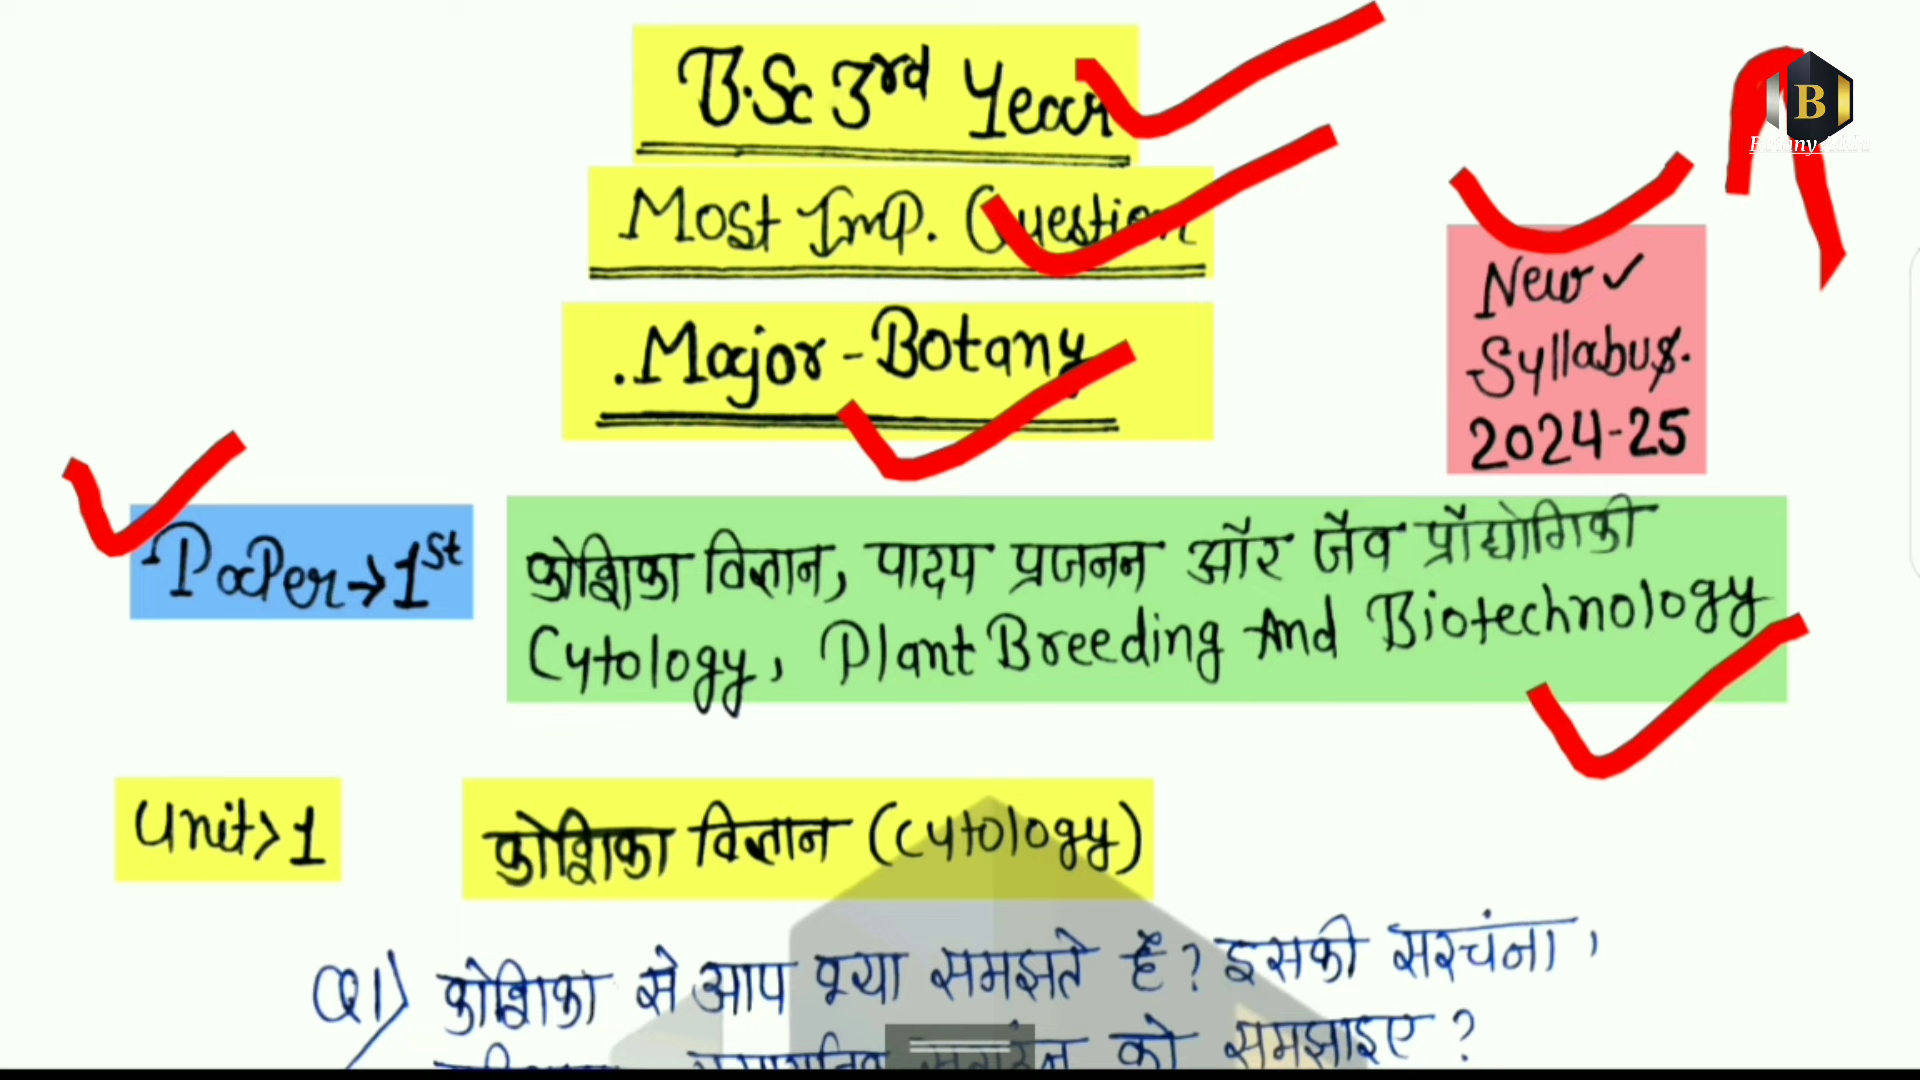 B.Sc 3rd Year
Most Imp. Question
.Major - Botany
B
Botany
New ✓
Syllabus.
2024-25
Paper → 1st
कोशिका विज्ञान, पादप प्रजनन और जैव प्रौद्योगिकी
Cytology, Plant Breeding And Biotechnology
Unit > 1
कोशिका विज्ञान (Cytology)
Q1) कोशिका से आप क्या समझते हैं? इसकी सरचंना,
को समझाइए?